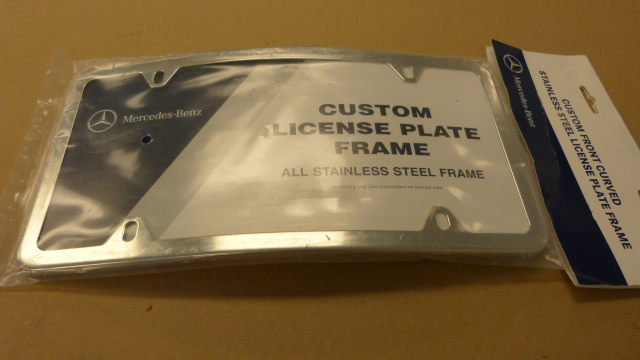 Mercedes-Benz
CUSTOM
LICENSE PLATE
FRAME
ALL STAINLESS STEEL FRAME
Mercedes-Benz
CUSTOM FRONT CURVED
STAINLESS STEEL LICENSE PLATE FRAME